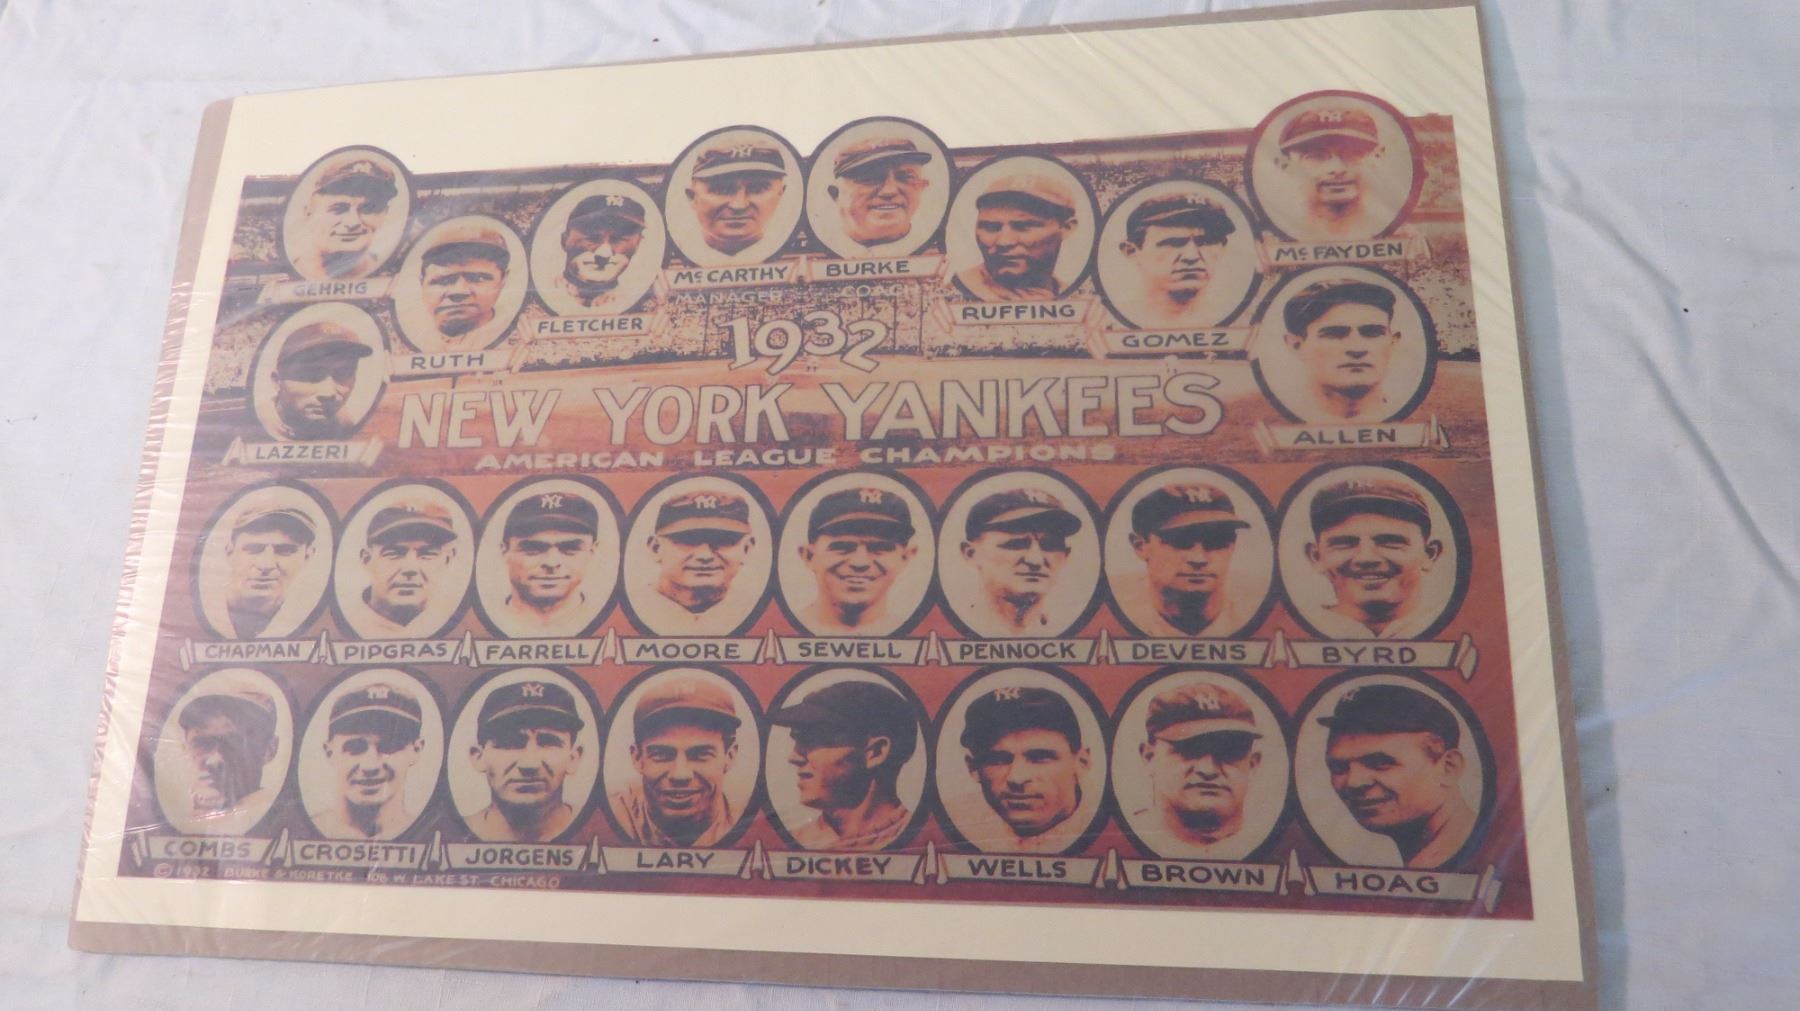 McFAYDEN
McCARTHY BURKE
MANAGER COACH
GEHRIG
RUFFING
FLETCHER
GOMEZ
RUTH
1932
NEW YORK YANKEES
ALLEN
LAZZERI
AMERICAN LEAGUE CHAMPIONS
CHAPMAN PIPGRAS FARRELL MOORE SEWELL PENNOCK DEVENS BYRD
COMBS CROSETTI JORGENS LARY DICKEY WELLS BROWN HOAG
© 1932 BURKE & KORETKE 106 W. LAKE ST. CHICAGO